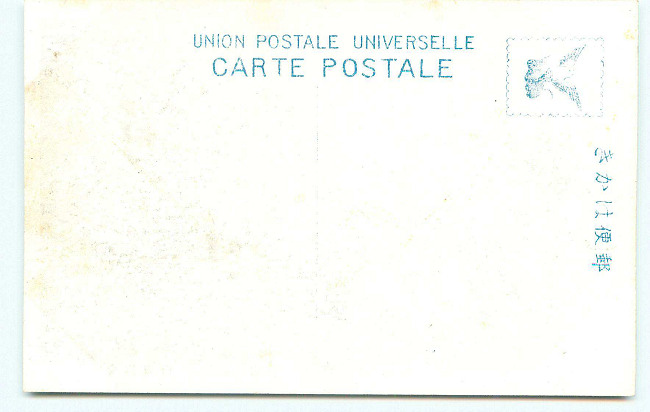 UNION POSTALE UNIVERSELLE
CARTE POSTALE
郵便はかき